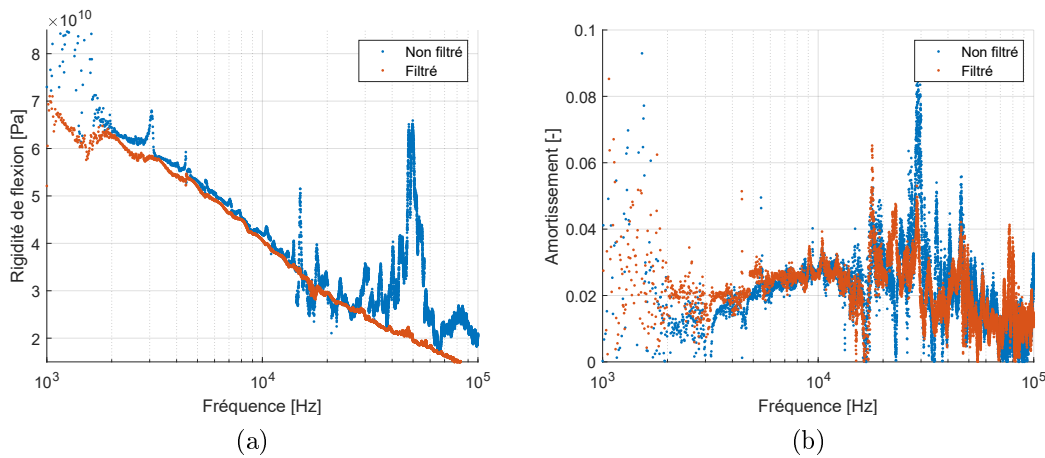 ×10^10
8
7
6
5
4
3
2
10^3
10^4
10^5
Rigidité de flexion [Pa]
Fréquence [Hz]
Non filtré
Filtré
(a)
0.1
0.08
0.06
0.04
0.02
0
10^3
10^4
10^5
Amortissement [-]
Fréquence [Hz]
Non filtré
Filtré
(b)